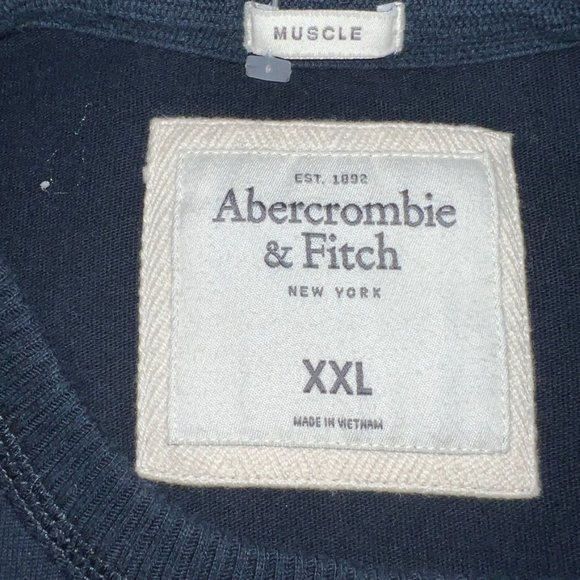 MUSCLE
EST. 1892
Abercrombie
& Fitch
NEW YORK
XXL
MADE IN VIETNAM